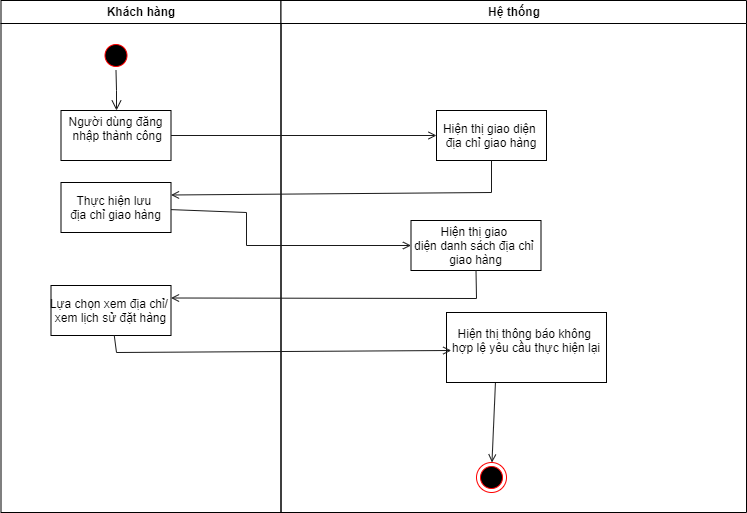 Khách hàng
Hệ thống
Người dùng đăng
nhập thành công
Hiện thị giao diện
địa chỉ giao hàng
Thực hiện lưu
địa chỉ giao hàng
Hiện thị giao
diện danh sách địa chỉ
giao hàng
Lựa chọn xem địa chỉ/
xem lịch sử đặt hàng
Hiện thị thông báo không
hợp lệ yêu cầu thực hiện lại